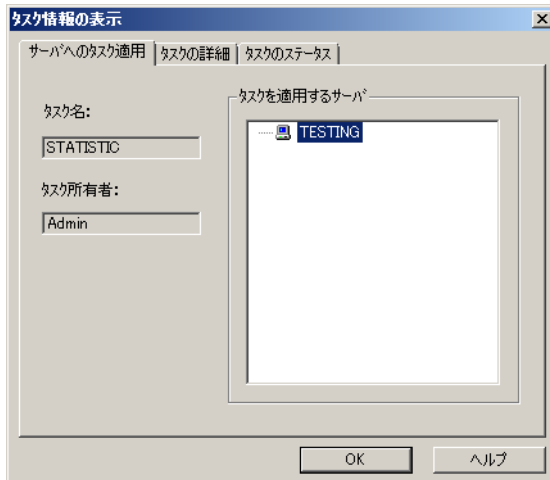 タスク情報の表示
サーバへのタスク適用
タスクの詳細
タスクのステータス
タスク名:
STATISTIC
タスク所有者:
Admin
タスクを適用するサーバ
TESTING
OK
ヘルプ